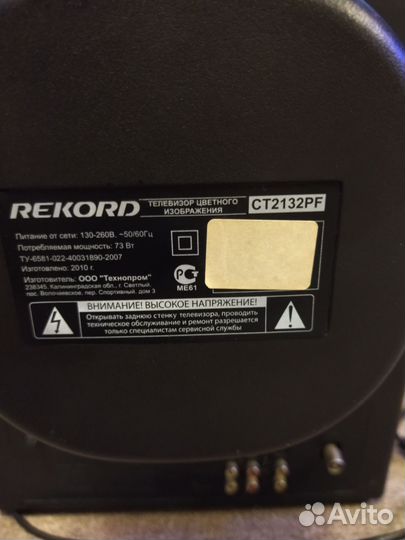 REKORD
ТЕЛЕВИЗОР ЦВЕТНОГО
ИЗОБРАЖЕНИЯ
CT2132PF
Питание от сети: 130-260В, ~50/60Гц
Потребляемая мощность: 73 Вт
ТУ-6581-022-40031890-2007
Изготовлено: 2010 г.
Изготовитель: ООО "Технопром"
238345, Калининградская обл., г. Светлый,
пос. Волочаевское, пер. Спортивный, дом 3
МЕ61
ВНИМАНИЕ! ВЫСОКОЕ НАПРЯЖЕНИЕ!
Открывать заднюю стенку телевизора, проводить
техническое обслуживание и ремонт разрешается
только специалистам сервисной службы
Avito